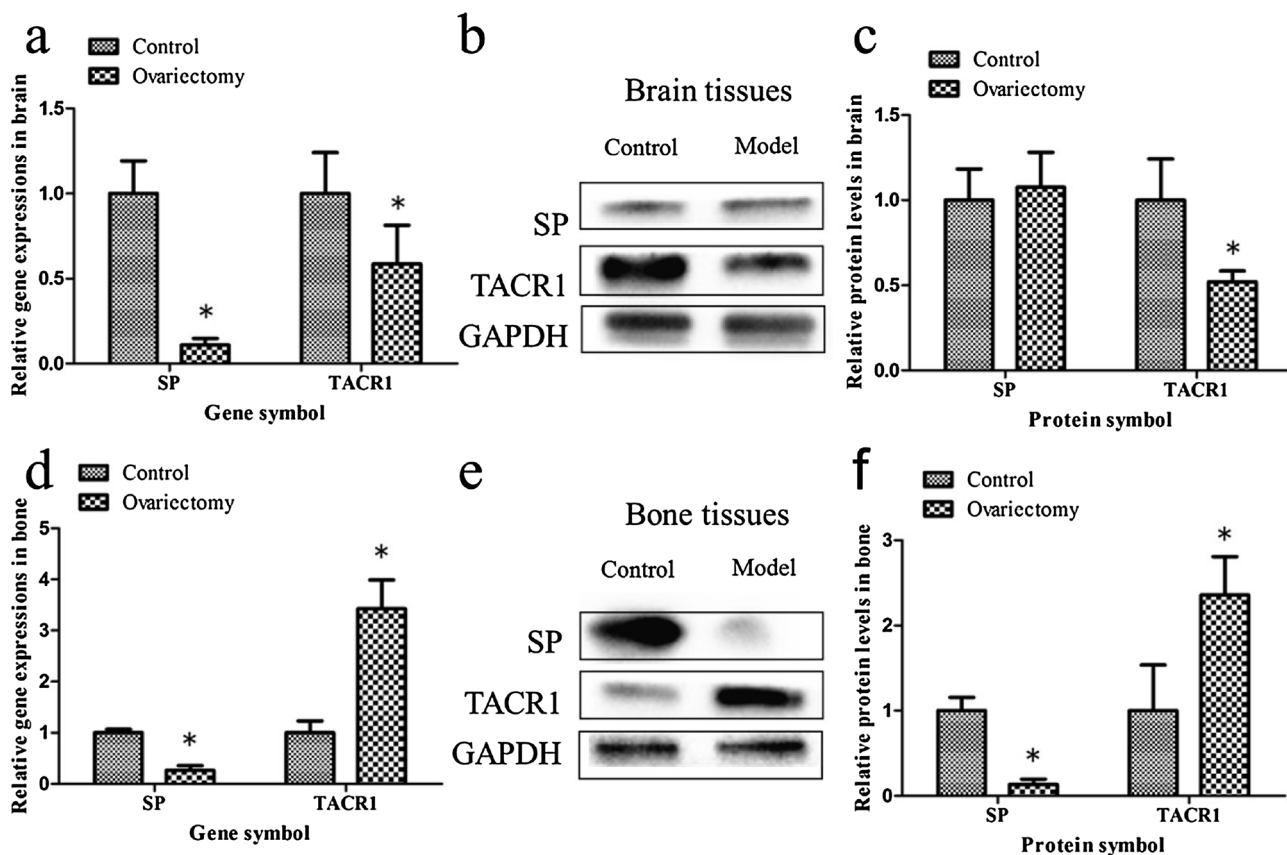 a
Control
Ovariectomy
Relative gene expressions in brain
1.5
1.0
0.5
0.0
*
*
SP
TACR1
Gene symbol
b
Brain tissues
Control
Model
SP
TACR1
GAPDH
c
Control
Ovariectomy
Relative protein levels in brain
1.5
1.0
0.5
0.0
*
SP
TACR1
Protein symbol
d
Control
Ovariectomy
Relative gene expressions in bone
5
4
3
2
1
0
*
*
SP
TACR1
Gene symbol
e
Bone tissues
Control
Model
SP
TACR1
GAPDH
f
Control
Ovariectomy
Relative protein levels in bone
3
2
1
0
*
*
SP
TACR1
Protein symbol